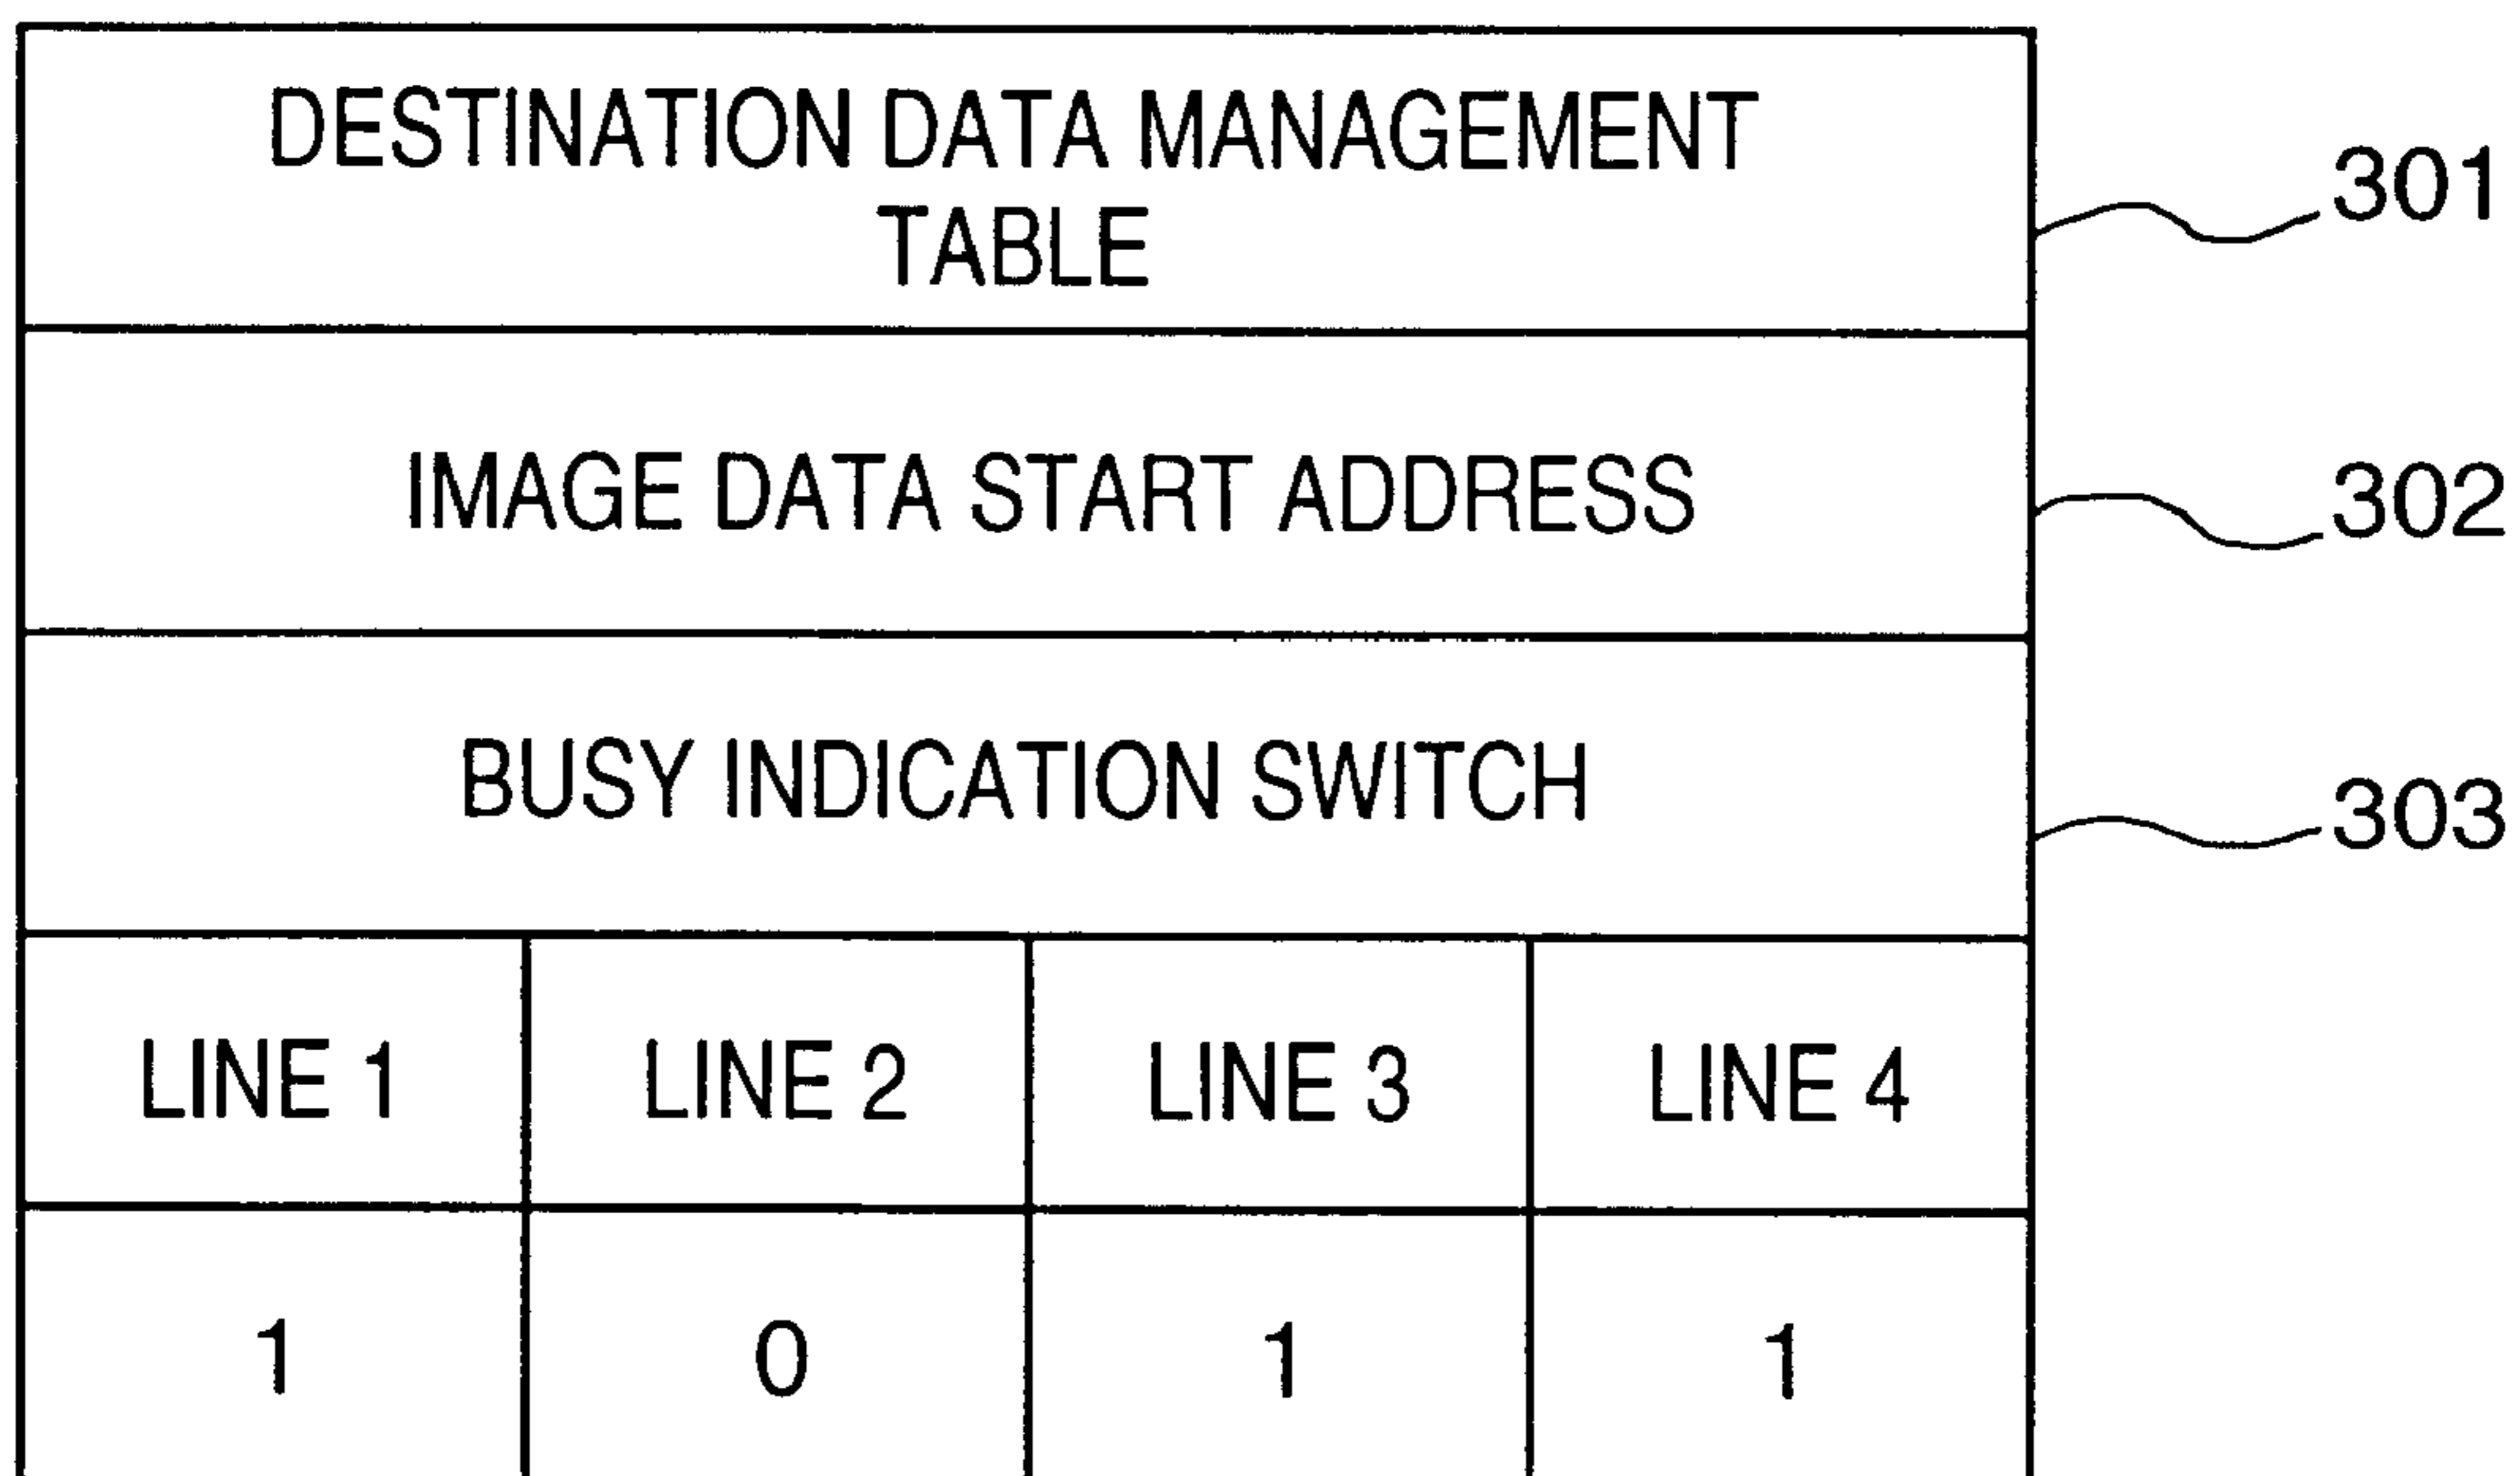 DESTINATION DATA MANAGEMENT
TABLE
301
IMAGE DATA START ADDRESS
302
BUSY INDICATION SWITCH
303
LINE 1 LINE 2 LINE 3 LINE 4
1 0 1 1